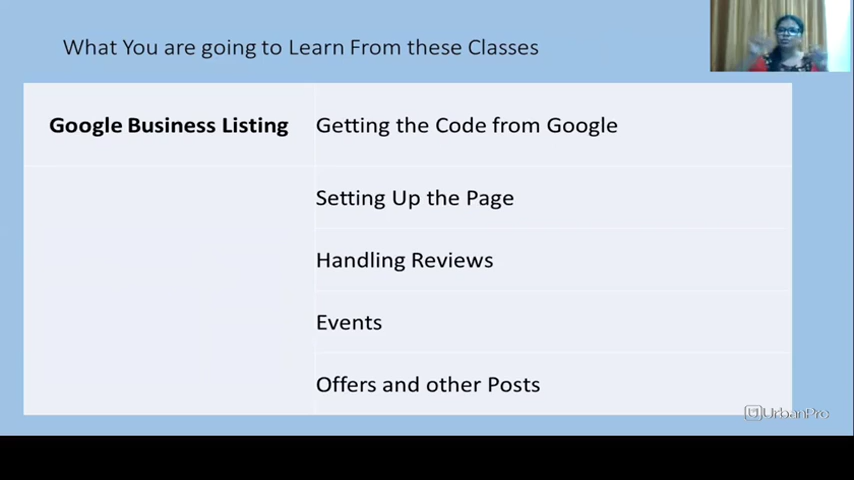 What You are going to Learn From these Classes
Google Business Listing
Getting the Code from Google
Setting Up the Page
Handling Reviews
Events
Offers and other Posts
UrbanPro